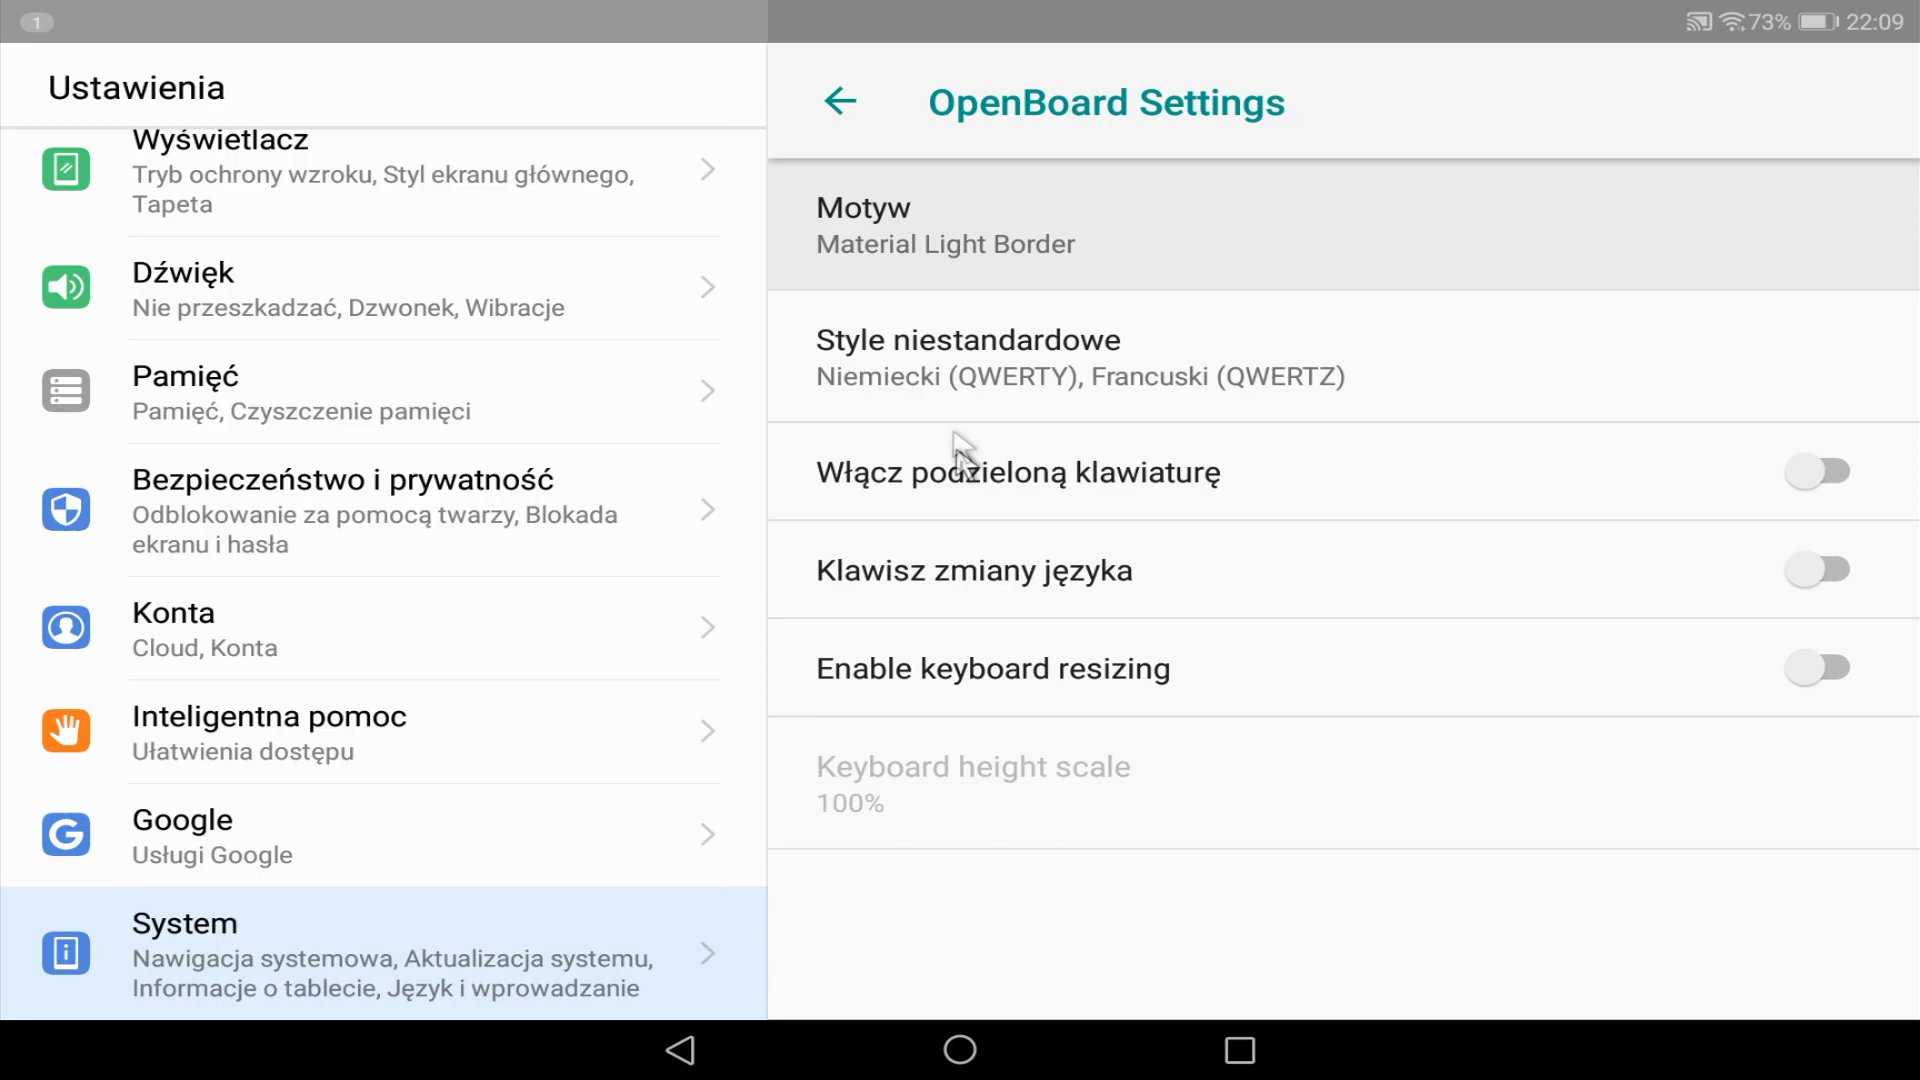 1
73%
22:09
Ustawienia
Wyświetlacz
Tryb ochrony wzroku, Styl ekranu głównego,
Tapeta
Dźwięk
Nie przeszkadzać, Dzwonek, Wibracje
Pamięć
Pamięć, Czyszczenie pamięci
Bezpieczeństwo i prywatność
Odblokowanie za pomocą twarzy, Blokada
ekranu i hasła
Konta
Cloud, Konta
Inteligentna pomoc
Ułatwienia dostępu
Google
Usługi Google
System
Nawigacja systemowa, Aktualizacja systemu,
Informacje o tablecie, Język i wprowadzanie
OpenBoard Settings
Motyw
Material Light Border
Style niestandardowe
Niemiecki (QWERTY), Francuski (QWERTZ)
Włącz podzieloną klawiaturę
Klawisz zmiany języka
Enable keyboard resizing
Keyboard height scale
100%